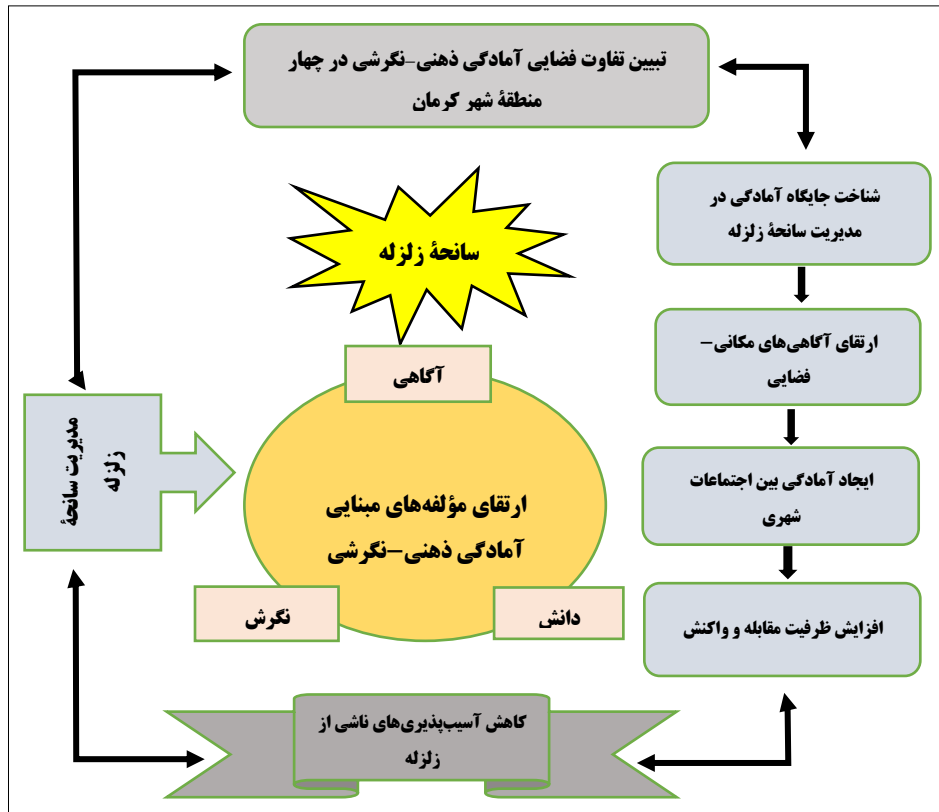 تبیین تفاوت فضایی آمادگی ذهنی-نگرشی در چهار
منطقهٔ شهر کرمان
شناخت جایگاه آمادگی در
مدیریت سانحهٔ زلزله
سانحهٔ زلزله
ارتقای آگاهی‌های مکانی-
فضایی
آگاهی
مدیریت سانحهٔ
زلزله
ارتقای مؤلفه‌های مبنایی
آمادگی ذهنی-نگرشی
ایجاد آمادگی بین اجتماعات
شهری
دانش
نگرش
افزایش ظرفیت مقابله و واکنش
کاهش آسیب‌پذیری‌های ناشی از
زلزله